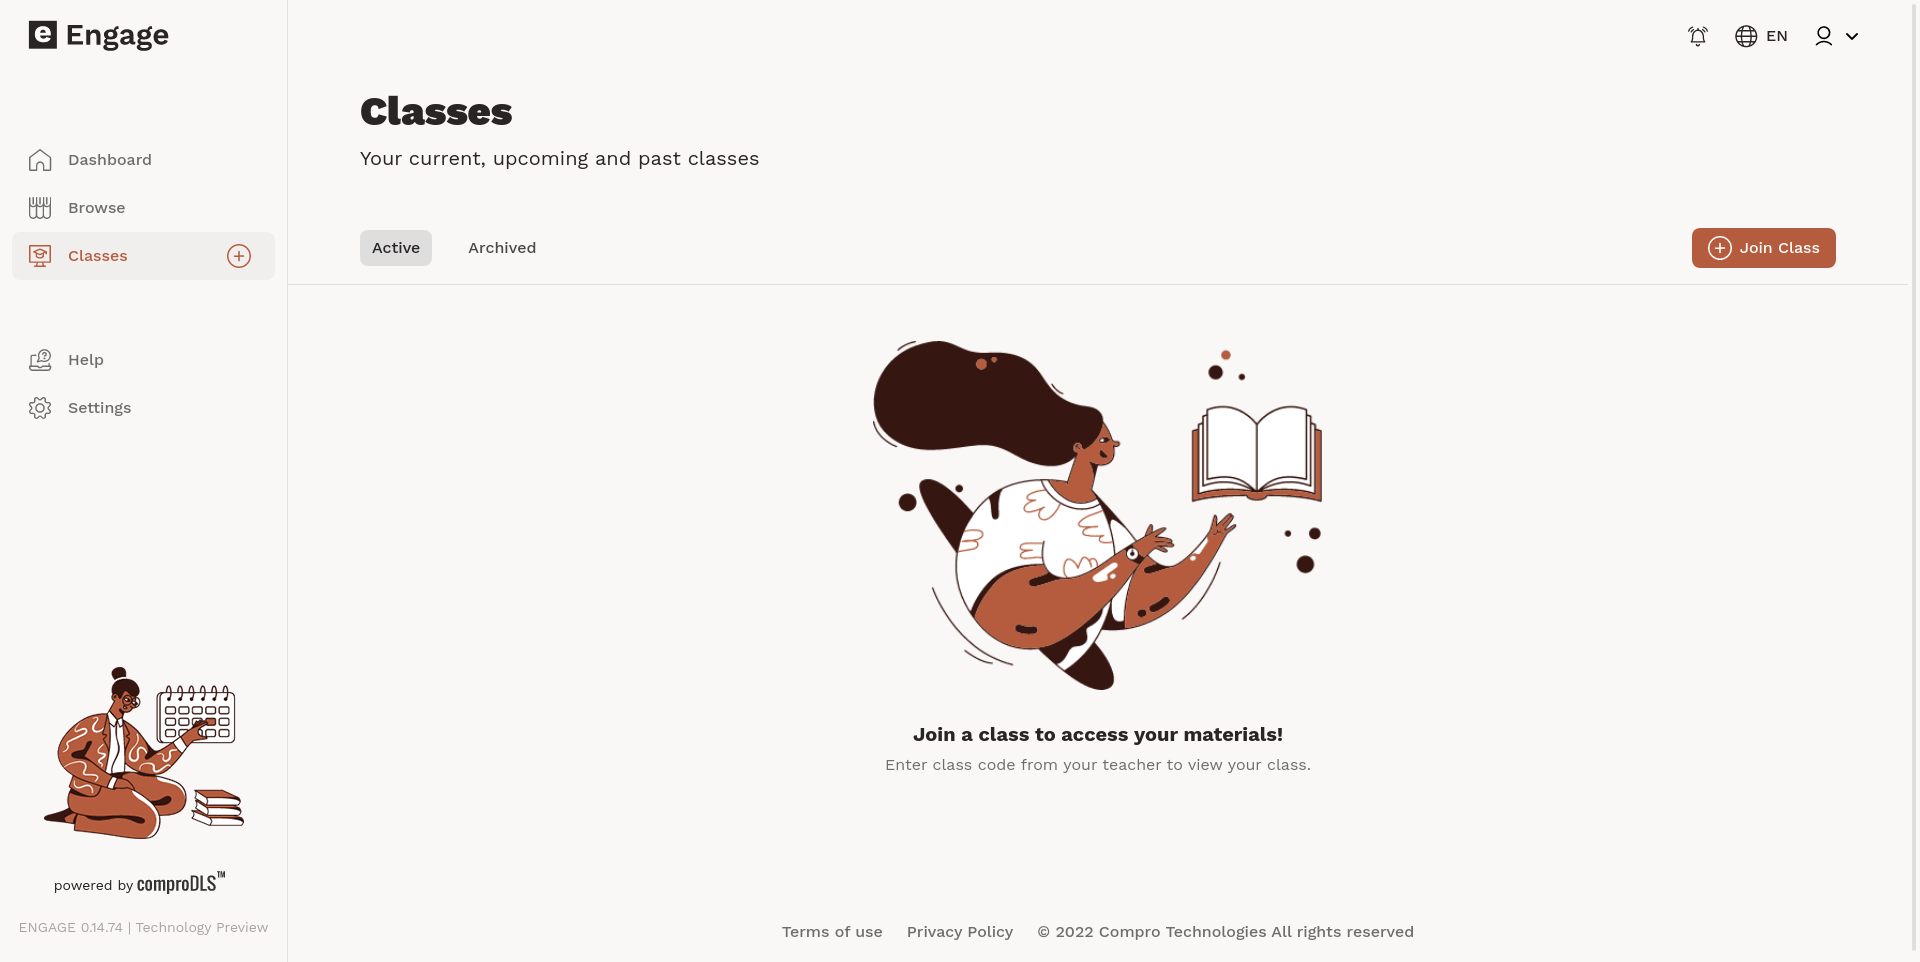 e Engage
EN
Classes
Your current, upcoming and past classes
Dashboard
Browse
Classes
Active
Archived
Join Class
Help
Settings
Join a class to access your materials!
Enter class code from your teacher to view your class.
powered by comproDLS™
ENGAGE 0.14.74 | Technology Preview
Terms of use
Privacy Policy
© 2022 Compro Technologies All rights reserved